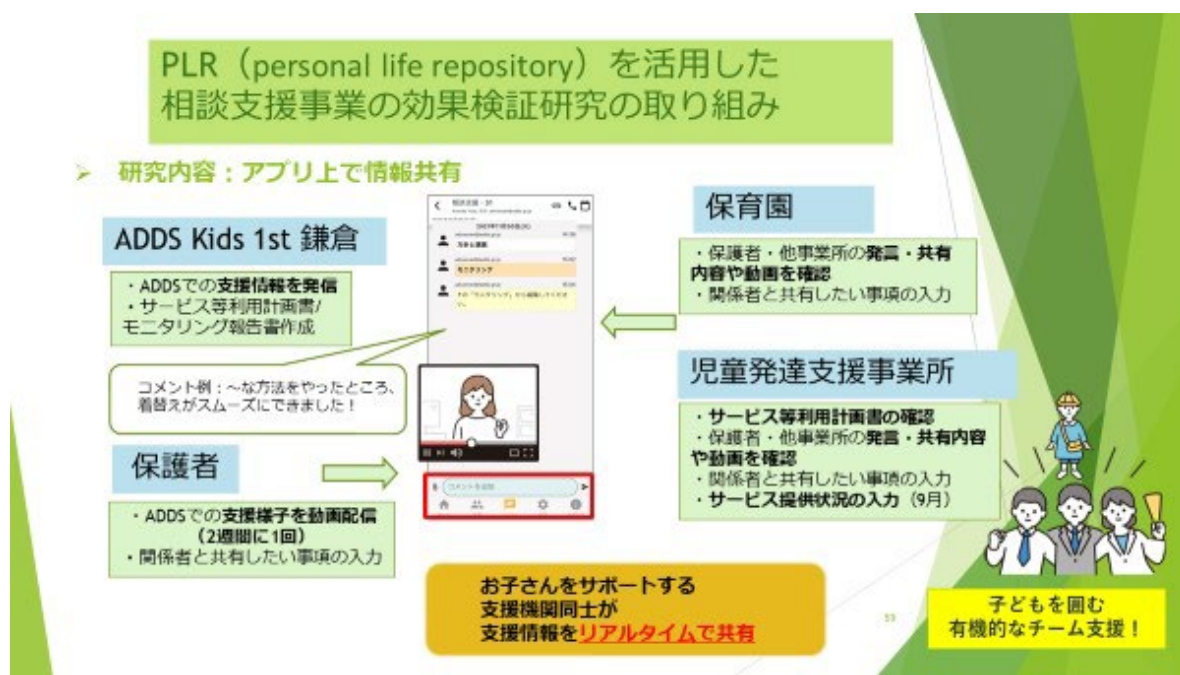 PLR（personal life repository）を活用した
相談支援事業の効果検証研究の取り組み
研究内容：アプリ上で情報共有
ADDS Kids 1st 鎌倉
・ADDSでの支援情報を発信
・サービス等利用計画書/
モニタリング報告書作成
コメント例：～な方法をやったところ、
着替えがスムーズにできました！
保護者
・ADDSでの支援様子を動画配信
（2週間に1回）
・関係者と共有したい事項の入力
モニタリング
コメントを追加
保育園
・保護者・他事業所の発言・共有
内容や動画を確認
・関係者と共有したい事項の入力
児童発達支援事業所
・サービス等利用計画書の確認
・保護者・他事業所の発言・共有内容
や動画を確認
・関係者と共有したい事項の入力
・サービス提供状況の入力（9月）
お子さんをサポートする
支援機関同士が
支援情報をリアルタイムで共有
子どもを囲む
有機的なチーム支援！